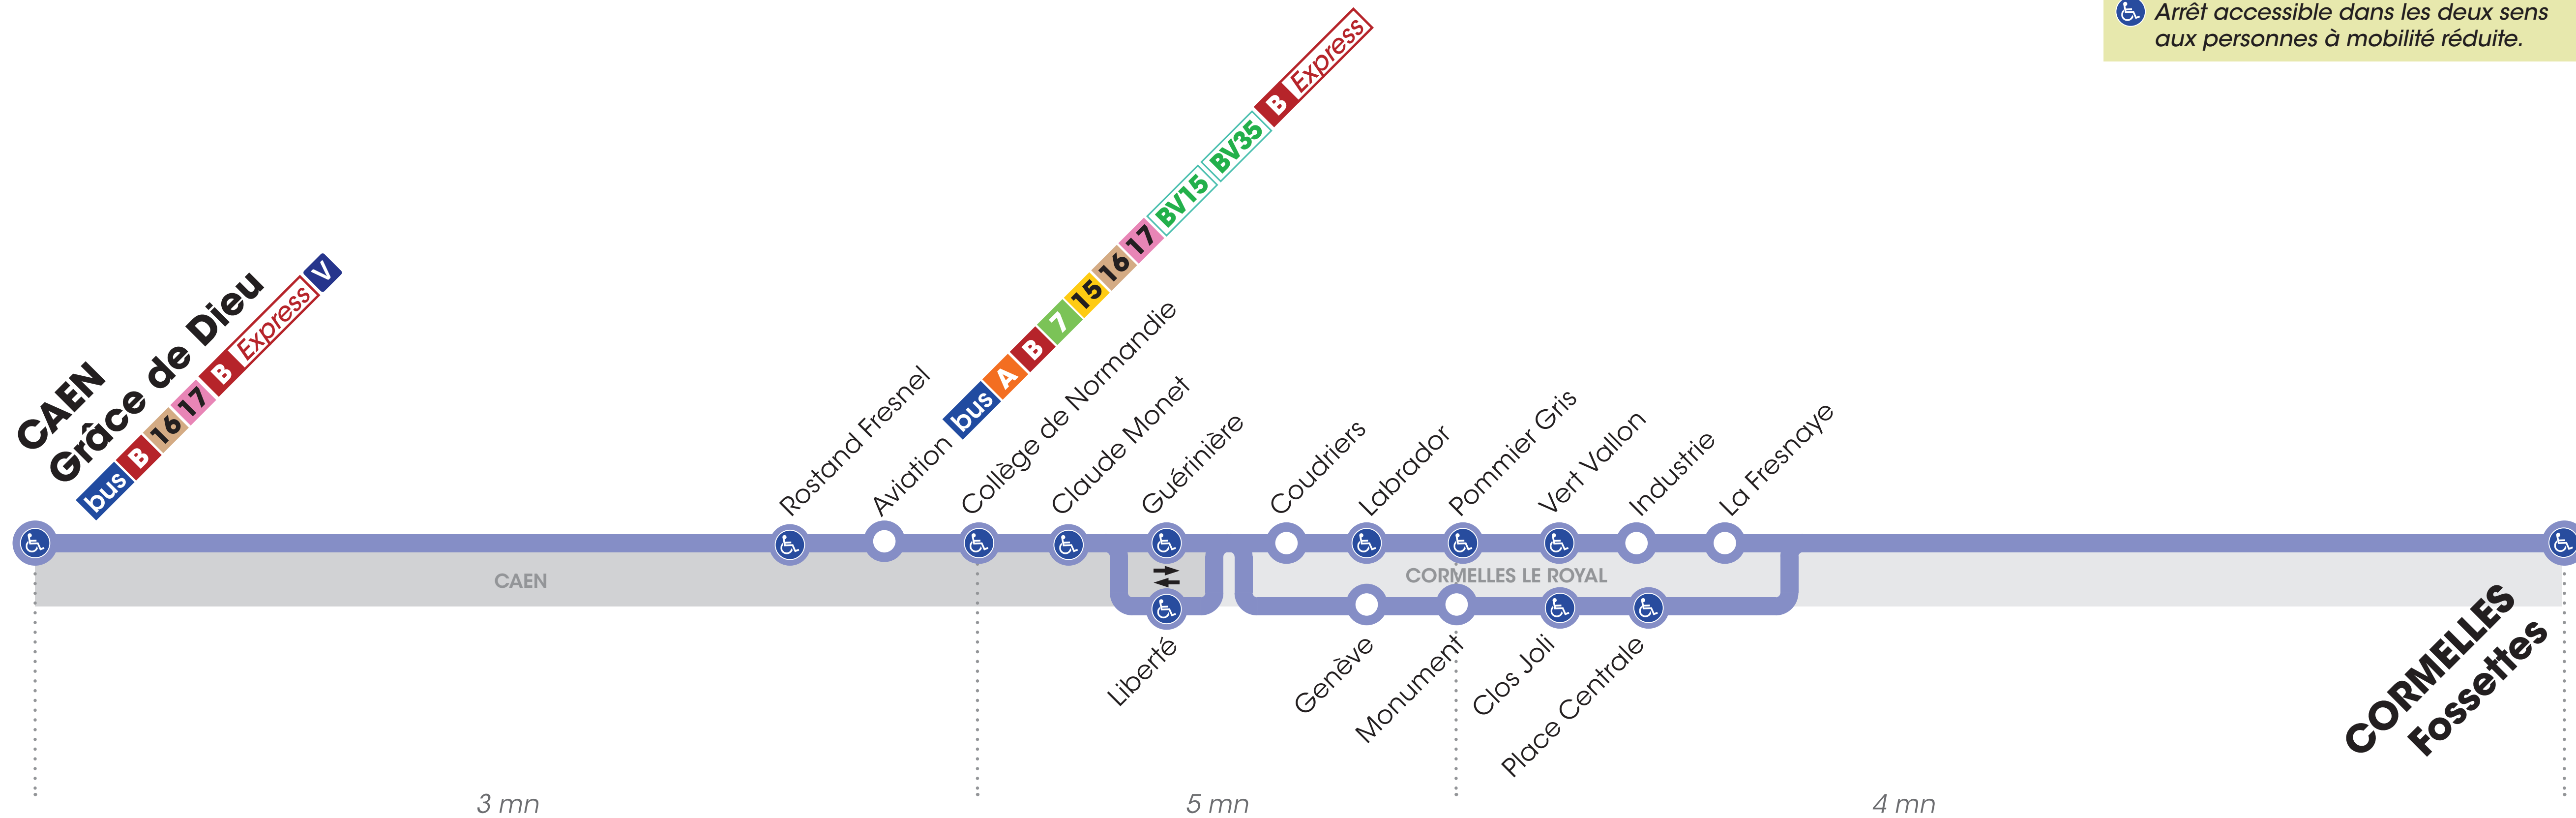 Arrêt accessible dans les deux sens
aux personnes à mobilité réduite.
CAEN
Grâce de Dieu
bus B 16 17 B Express V
Rostand Fresnel
Aviation bus A B 7 15 16 17 BV15 BV35 B Express
Collège de Normandie
Claude Monet
Guérinière
Coudriers
Labrador
Pommier Gris
Vert Vallon
Industrie
La Fresnaye
CAEN
CORMELLES LE ROYAL
Liberté
Genève
Monument
Clos Joli
Place Centrale
CORMELLES
Fossettes
3 mn
5 mn
4 mn